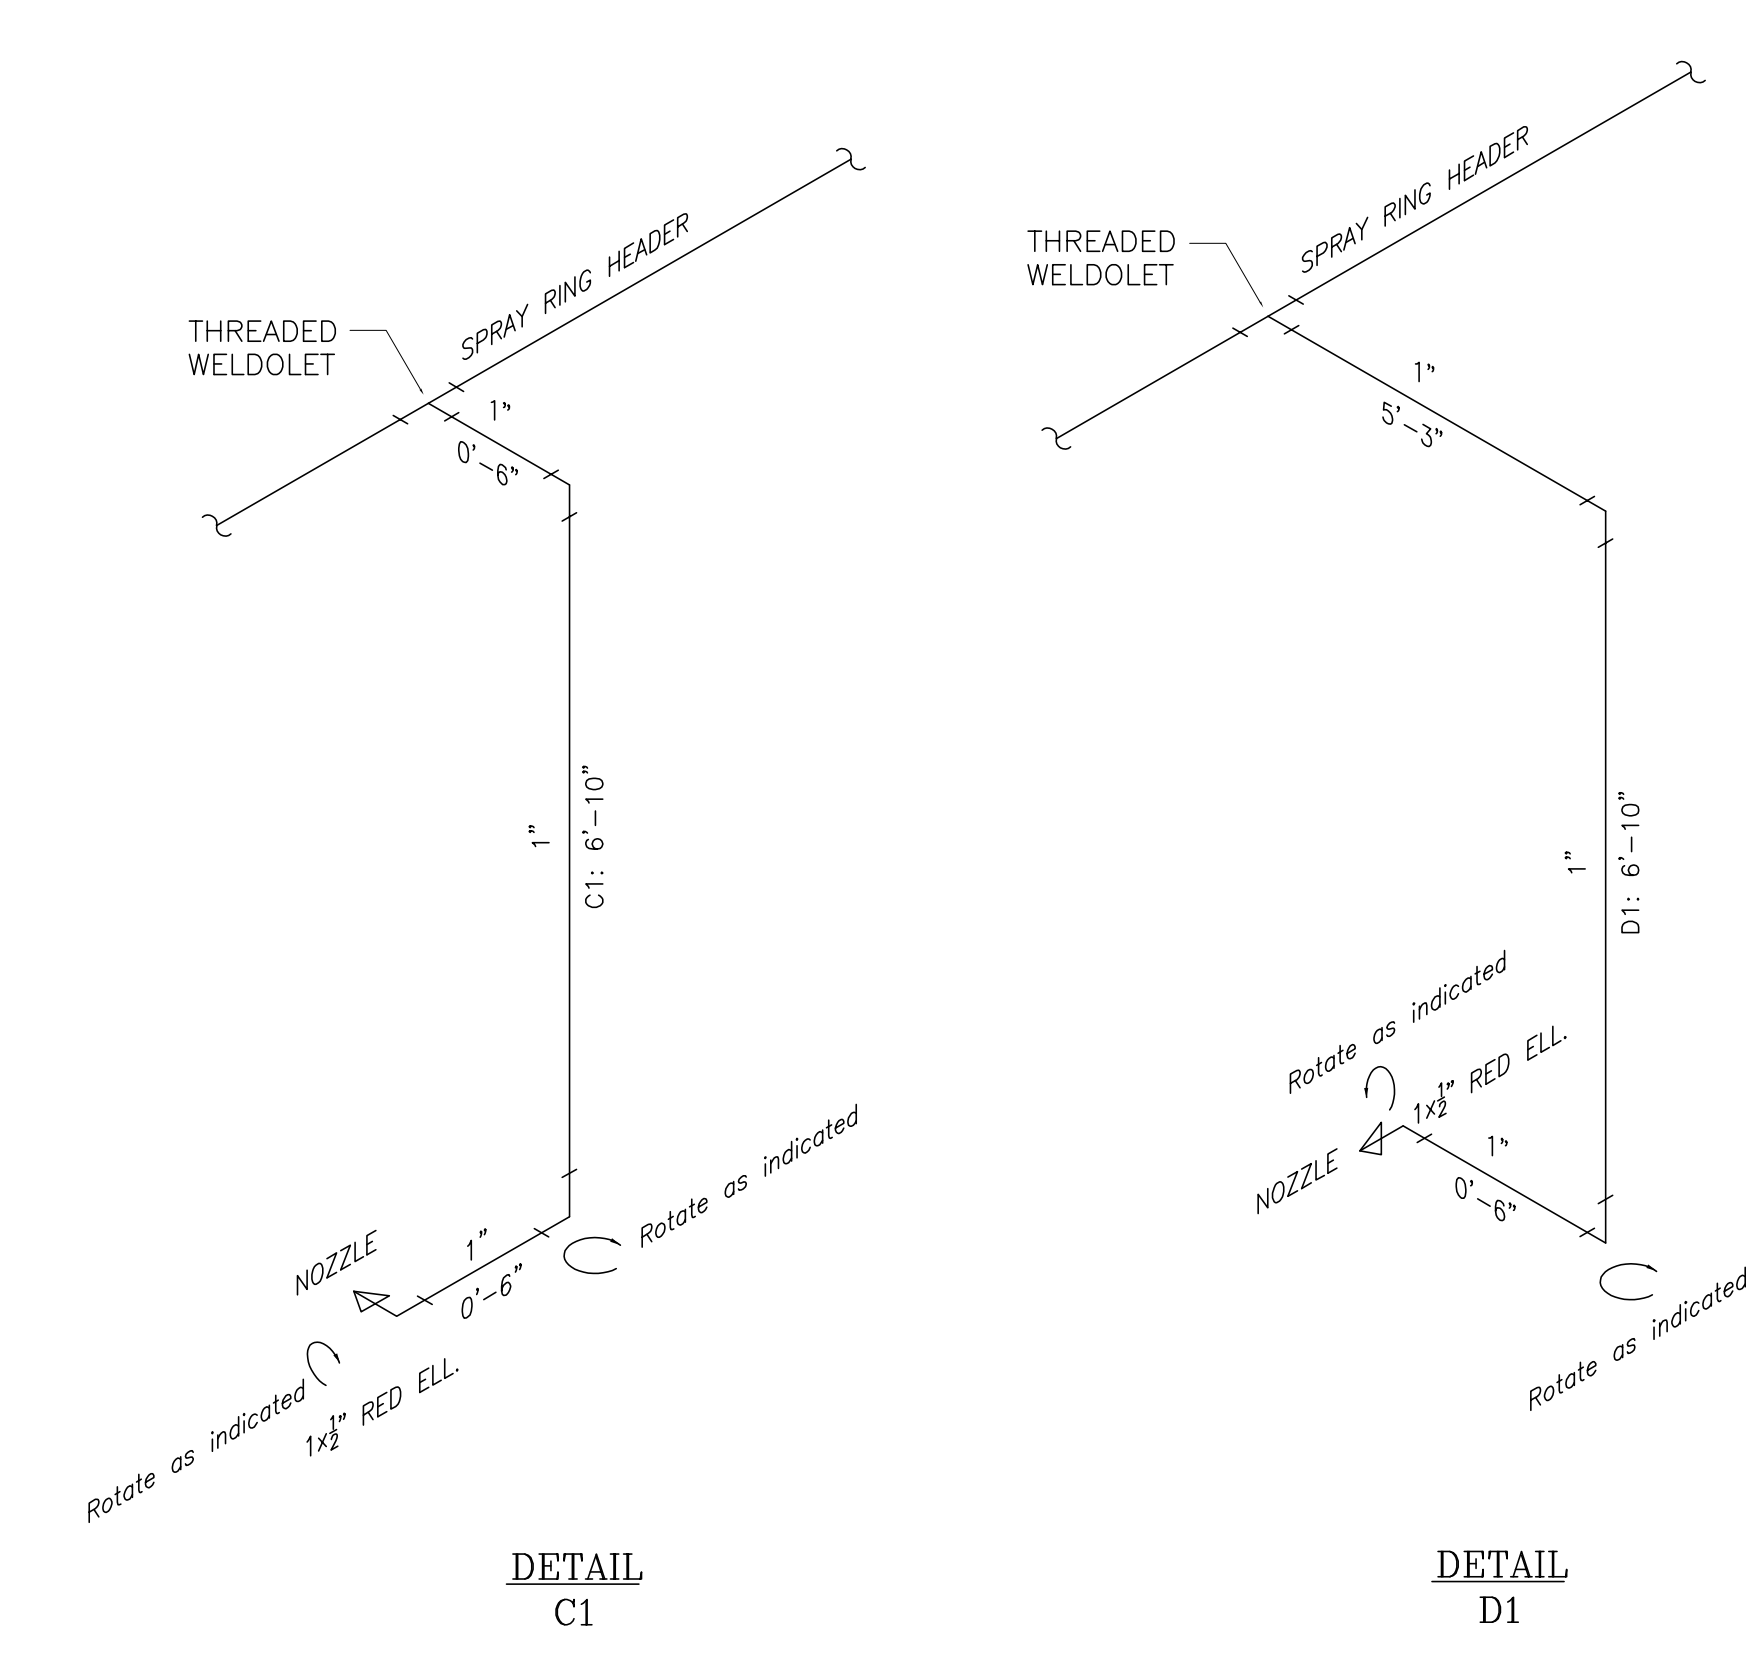 SPRAY RING HEADER
THREADED
WELDOLET
1"
0'-6"
1"
C1: 6'-10"
Rotate as indicated
NOZZLE
1"
0'-6"
Rotate as indicated
1x1/2" RED ELL.
DETAIL
C1
SPRAY RING HEADER
THREADED
WELDOLET
1"
5'-3"
1"
D1: 6'-10"
Rotate as indicated
1x1/2" RED ELL.
NOZZLE
1"
0'-6"
Rotate as indicated
DETAIL
D1